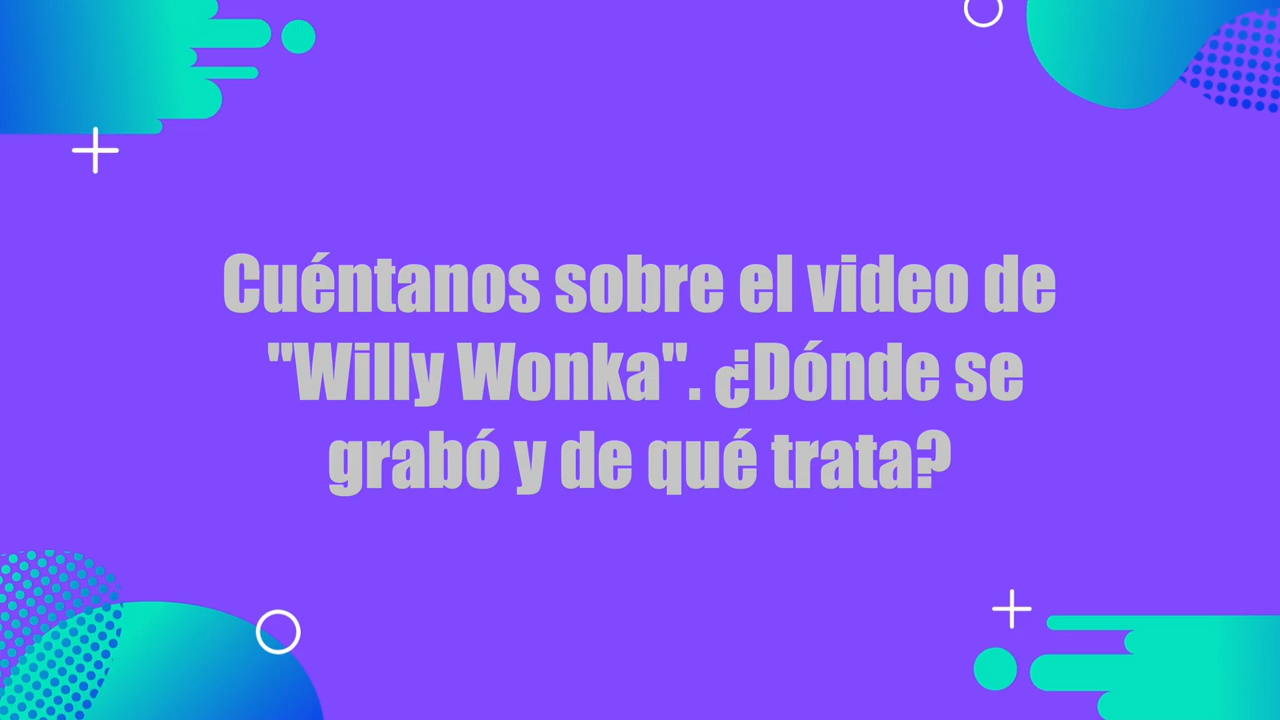 Cuéntanos sobre el video de
"Willy Wonka". ¿Dónde se
grabó y de qué trata?